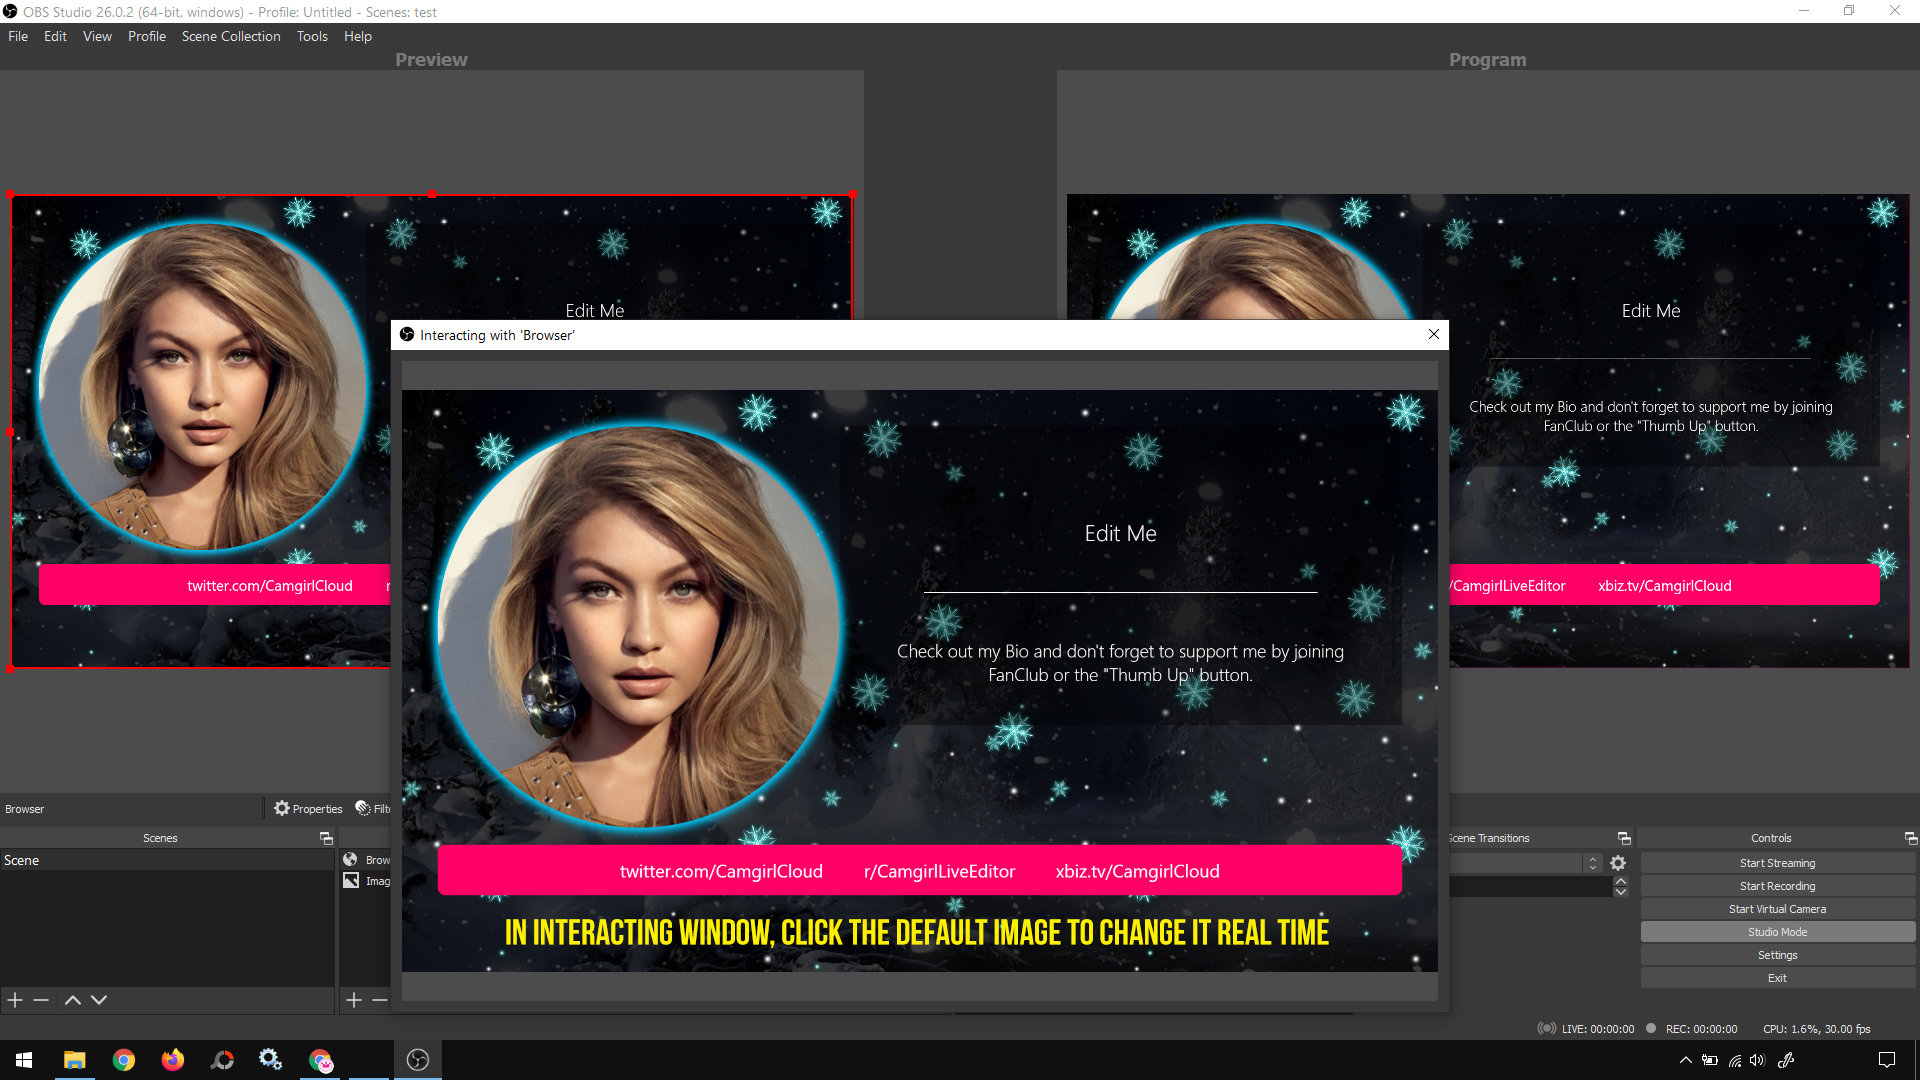 OBS Studio 26.0.2 (64-bit, windows) - Profile: Untitled - Scenes: test
File Edit View Profile Scene Collection Tools Help
Preview
Program
Edit Me
Edit Me
Interacting with 'Browser'
Check out my Bio and don't forget to support me by joining
FanClub or the "Thumb Up" button.
Edit Me
Check out my Bio and don't forget to support me by joining
FanClub or the "Thumb Up" button.
twitter.com/CamgirlCloud
/CamgirlLiveEditor xbiz.tv/CamgirlCloud
twitter.com/CamgirlCloud r/CamgirlLiveEditor xbiz.tv/CamgirlCloud
IN INTERACTING WINDOW, CLICK THE DEFAULT IMAGE TO CHANGE IT REAL TIME
Browser
Properties
Filte
Scenes
Scene
Brow
Imag
Scene Transitions
Controls
Start Streaming
Start Recording
Start Virtual Camera
Studio Mode
Settings
Exit
LIVE: 00:00:00 REC: 00:00:00 CPU: 1.6%, 30.00 fps